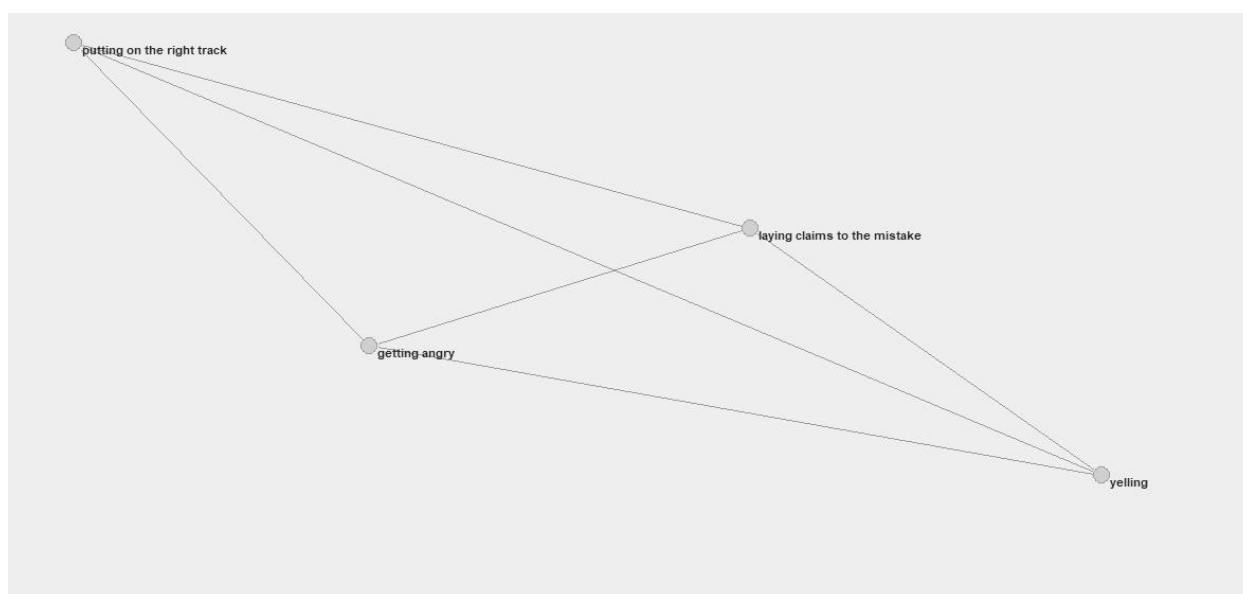 putting on the right track
laying claims to the mistake
getting angry
yelling